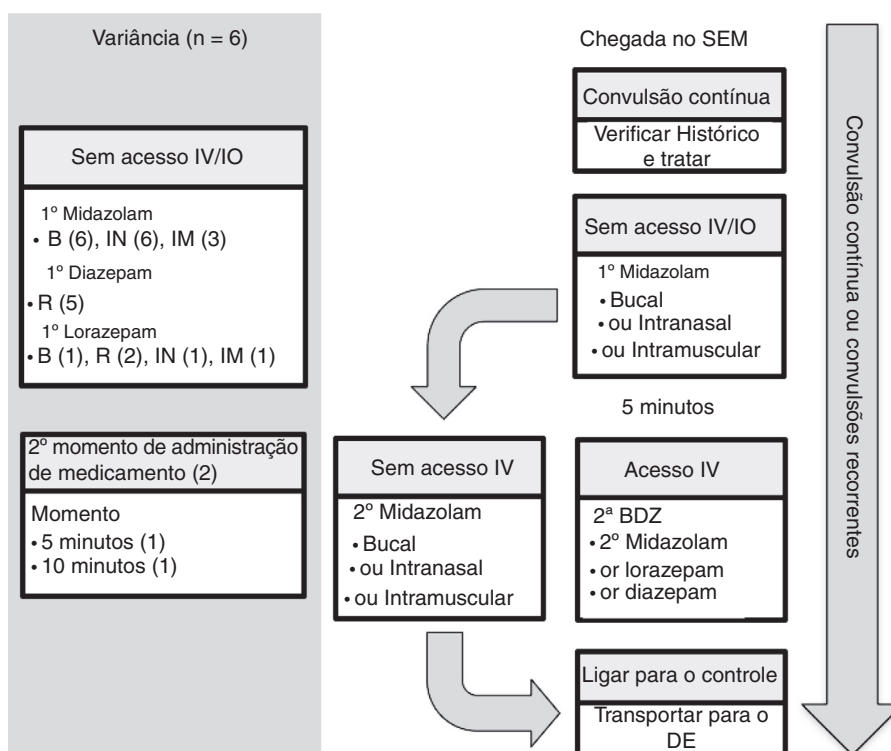 Variância (n = 6)
Sem acesso IV/IO
1º Midazolam
• B (6), IN (6), IM (3)
1º Diazepam
• R (5)
1º Lorazepam
• B (1), R (2), IN (1), IM (1)
2º momento de administração
de medicamento (2)
Momento
• 5 minutos (1)
• 10 minutos (1)
Chegada no SEM
Convulsão contínua
Verificar Histórico
e tratar
Sem acesso IV/IO
1º Midazolam
• Bucal
• ou Intranasal
• ou Intramuscular
5 minutos
Sem acesso IV
2º Midazolam
• Bucal
• ou Intranasal
• ou Intramuscular
Acesso IV
2ª BDZ
• 2º Midazolam
• or lorazepam
• or diazepam
Ligar para o controle
Transportar para o
DE
Convulsão contínua ou convulsões recorrentes